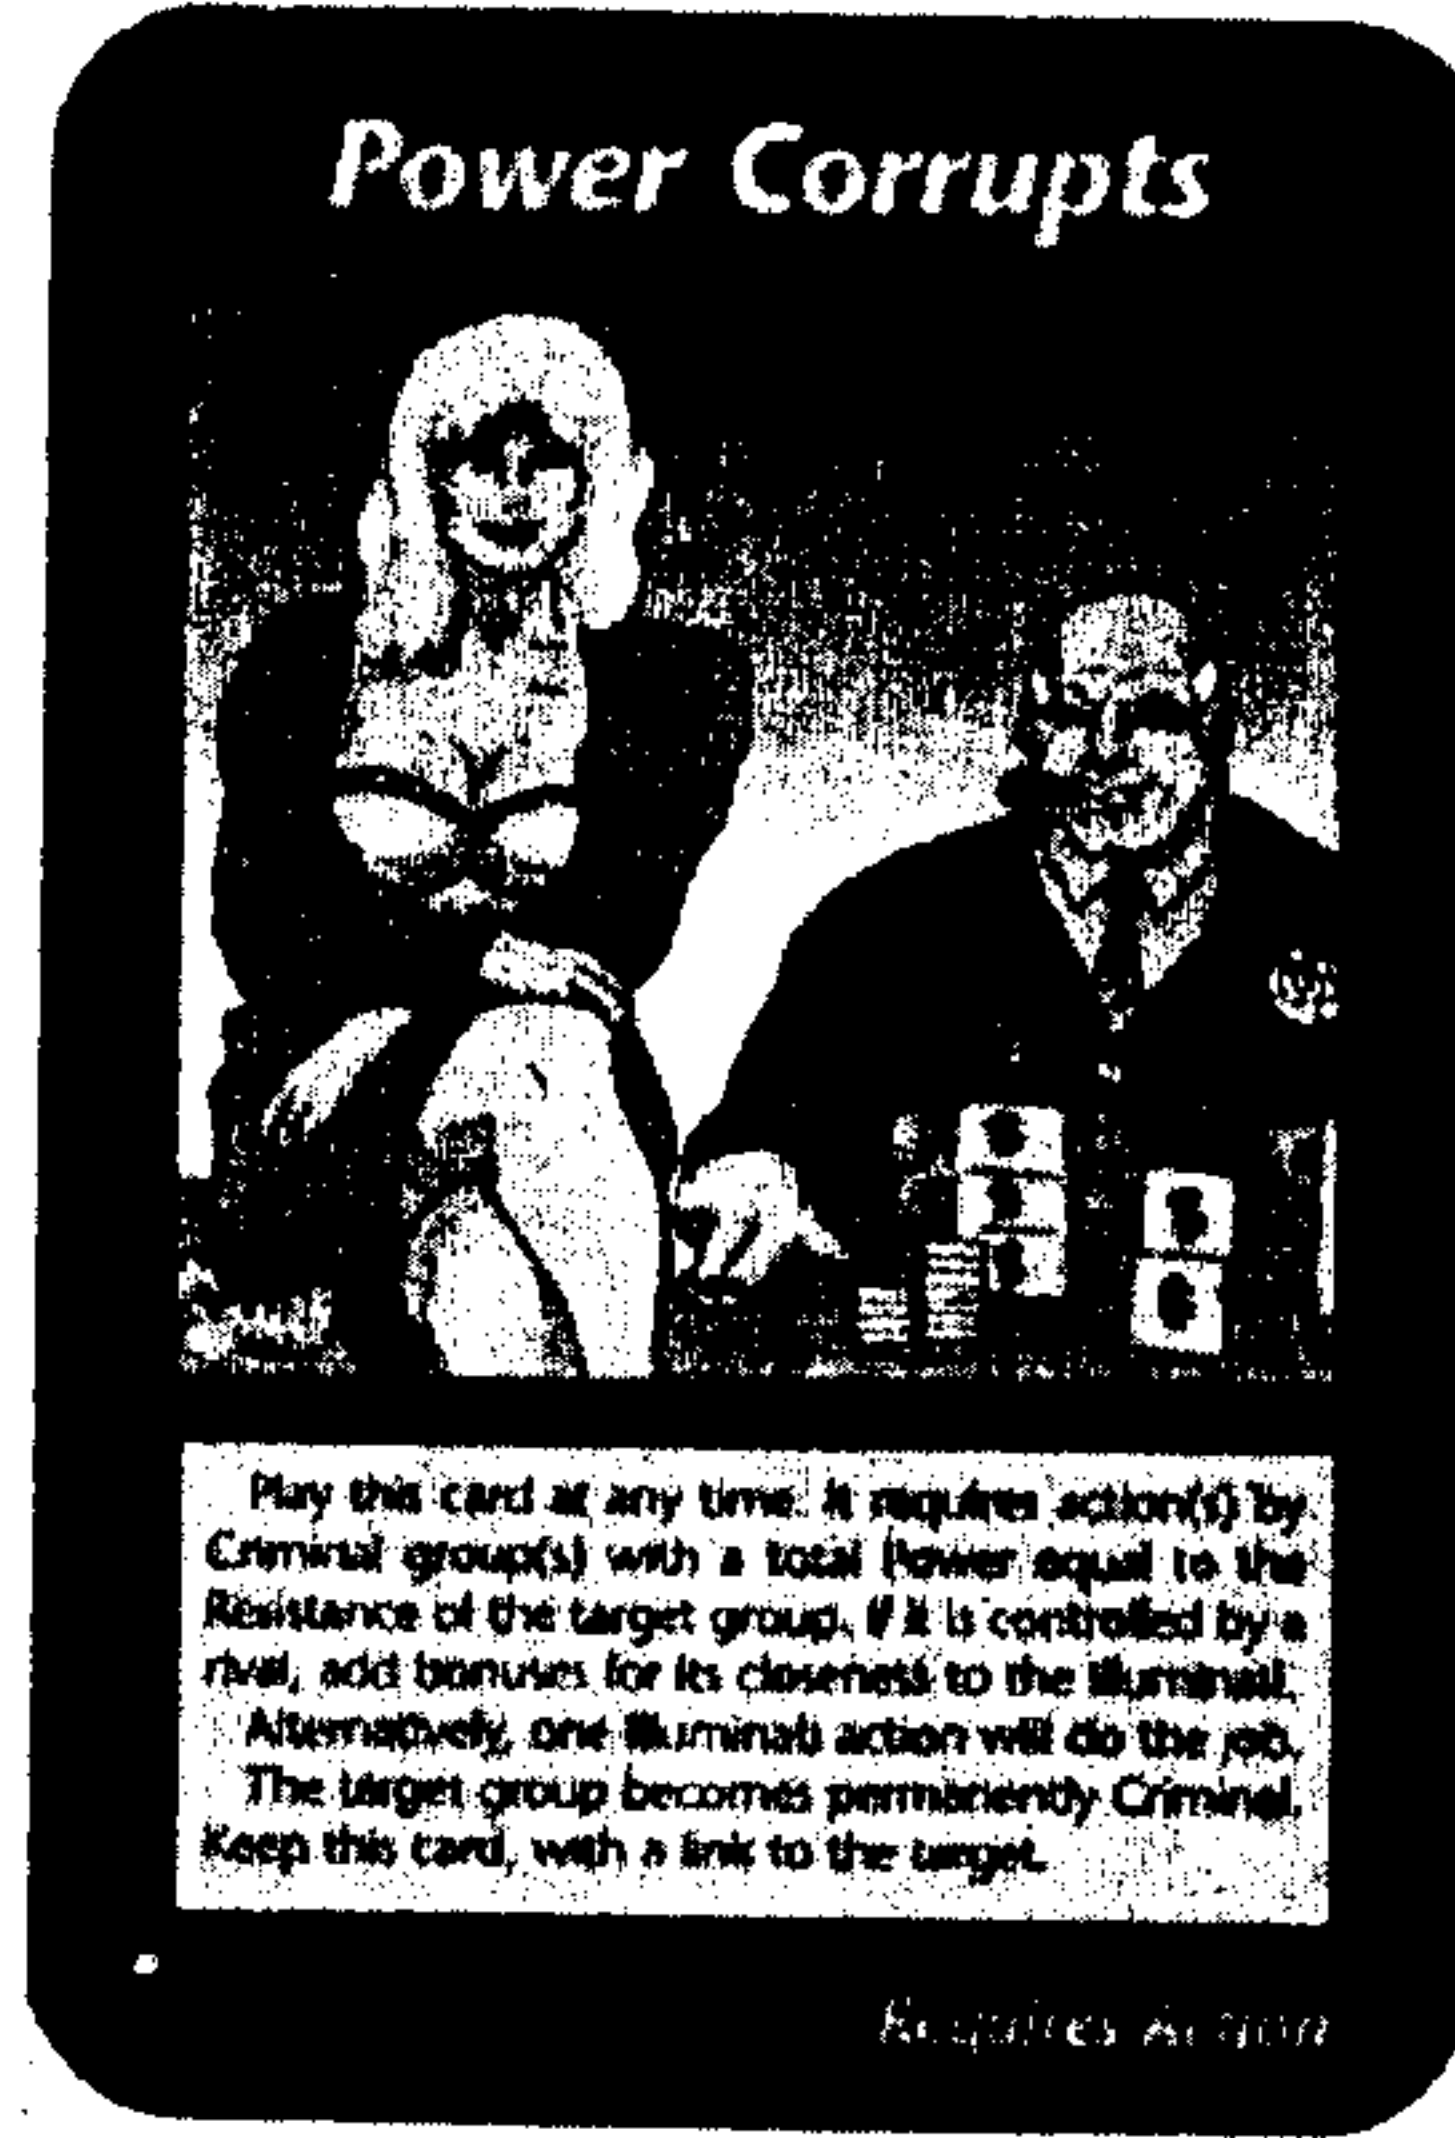 Power Corrupts
Play this card at any time. It requires action(s) by
Criminal group(s) with a total Power equal to the
Resistance of the target group. If it is controlled by a
rival, add bonuses for its closeness to the Illuminati.
Alternatively, one Illuminati action will do the job.
The target group becomes permanently Criminal.
Keep this card, with a link to the target.
Requires Action